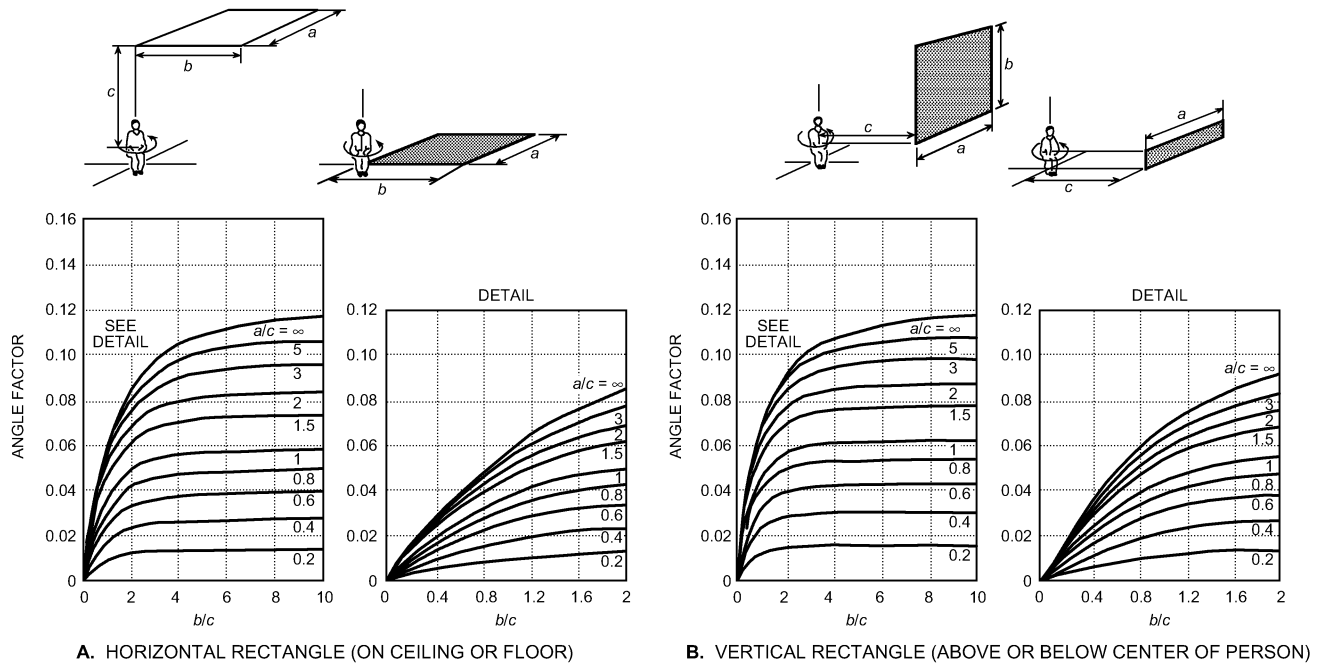 a
b
c
a
b
b
c
a
a
c
0.16
0.14
0.12
0.10
0.08
0.06
0.04
0.02
0
ANGLE FACTOR
SEE
DETAIL
a/c = ∞
5
3
2
1.5
1
0.8
0.6
0.4
0.2
0 2 4 6 8 10
b/c
DETAIL
0.12
0.10
0.08
0.06
0.04
0.02
0
a/c = ∞
3
2
1.5
1
0.8
0.6
0.4
0.2
0 0.4 0.8 1.2 1.6 2
b/c
A. HORIZONTAL RECTANGLE (ON CEILING OR FLOOR)
0.16
0.14
0.12
0.10
0.08
0.06
0.04
0.02
0
ANGLE FACTOR
SEE
DETAIL
a/c = ∞
5
3
2
1.5
1
0.8
0.6
0.4
0.2
0 2 4 6 8 10
b/c
DETAIL
0.12
0.10
0.08
0.06
0.04
0.02
0
a/c = ∞
3
2
1.5
1
0.8
0.6
0.4
0.2
0 0.4 0.8 1.2 1.6 2
b/c
B. VERTICAL RECTANGLE (ABOVE OR BELOW CENTER OF PERSON)